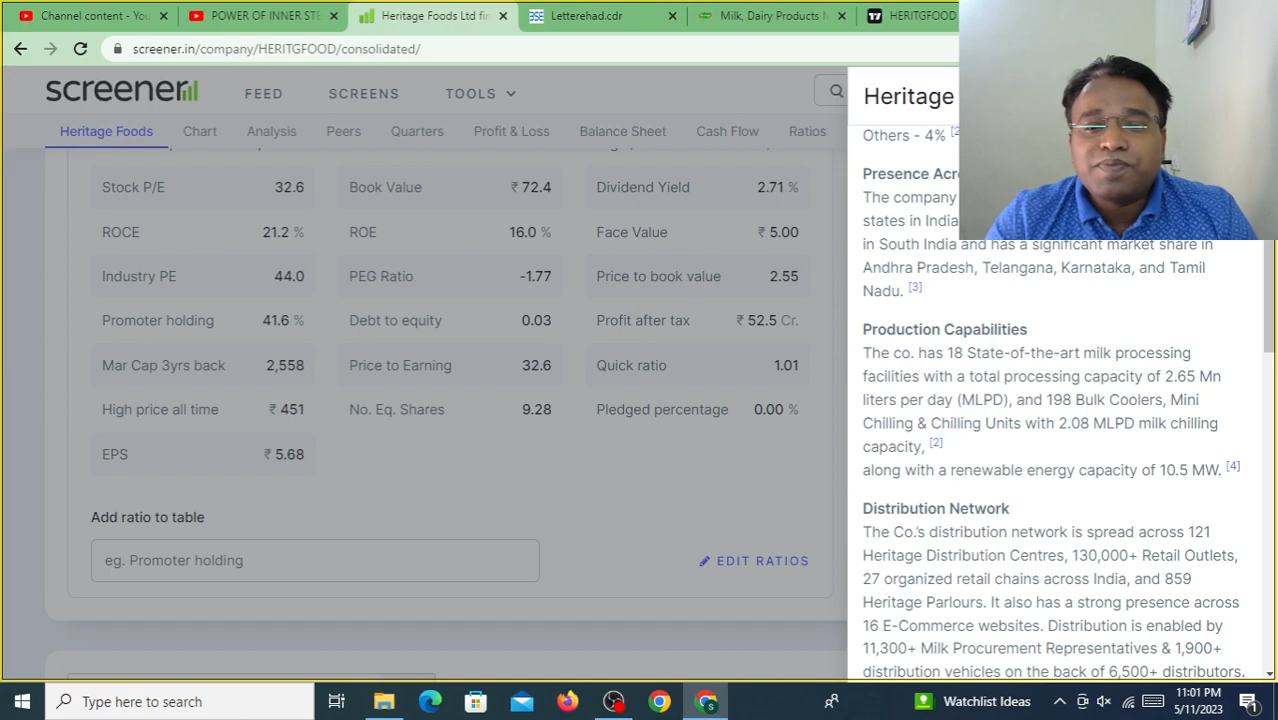 Channel content - You
POWER OF INNER STE
Heritage Foods Ltd fin
Letterehad.cdr
Milk, Dairy Products M
HERITGFOOD
screener.in/company/HERITGFOOD/consolidated/
screener
FEED
SCREENS
TOOLS
Heritage
Heritage Foods
Chart
Analysis
Peers
Quarters
Profit & Loss
Balance Sheet
Cash Flow
Ratios
Stock P/E 32.6
Book Value ₹ 72.4
Dividend Yield 2.71 %
ROCE 21.2 %
ROE 16.0 %
Face Value ₹ 5.00
Industry PE 44.0
PEG Ratio -1.77
Price to book value 2.55
Promoter holding 41.6 %
Debt to equity 0.03
Profit after tax ₹ 52.5 Cr.
Mar Cap 3yrs back 2,558
Price to Earning 32.6
Quick ratio 1.01
High price all time ₹ 451
No. Eq. Shares 9.28
Pledged percentage 0.00 %
EPS ₹ 5.68
Add ratio to table
eg. Promoter holding
EDIT RATIOS
Others - 4%
Presence Acr
The company
states in India
in South India and has a significant market share in
Andhra Pradesh, Telangana, Karnataka, and Tamil
Nadu. [3]
Production Capabilities
The co. has 18 State-of-the-art milk processing
facilities with a total processing capacity of 2.65 Mn
liters per day (MLPD), and 198 Bulk Coolers, Mini
Chilling & Chilling Units with 2.08 MLPD milk chilling
capacity, [2]
along with a renewable energy capacity of 10.5 MW. [4]
Distribution Network
The Co.'s distribution network is spread across 121
Heritage Distribution Centres, 130,000+ Retail Outlets,
27 organized retail chains across India, and 859
Heritage Parlours. It also has a strong presence across
16 E-Commerce websites. Distribution is enabled by
11,300+ Milk Procurement Representatives & 1,900+
distribution vehicles on the back of 6,500+ distributors.
Type here to search
Watchlist Ideas
11:01 PM
5/11/2023